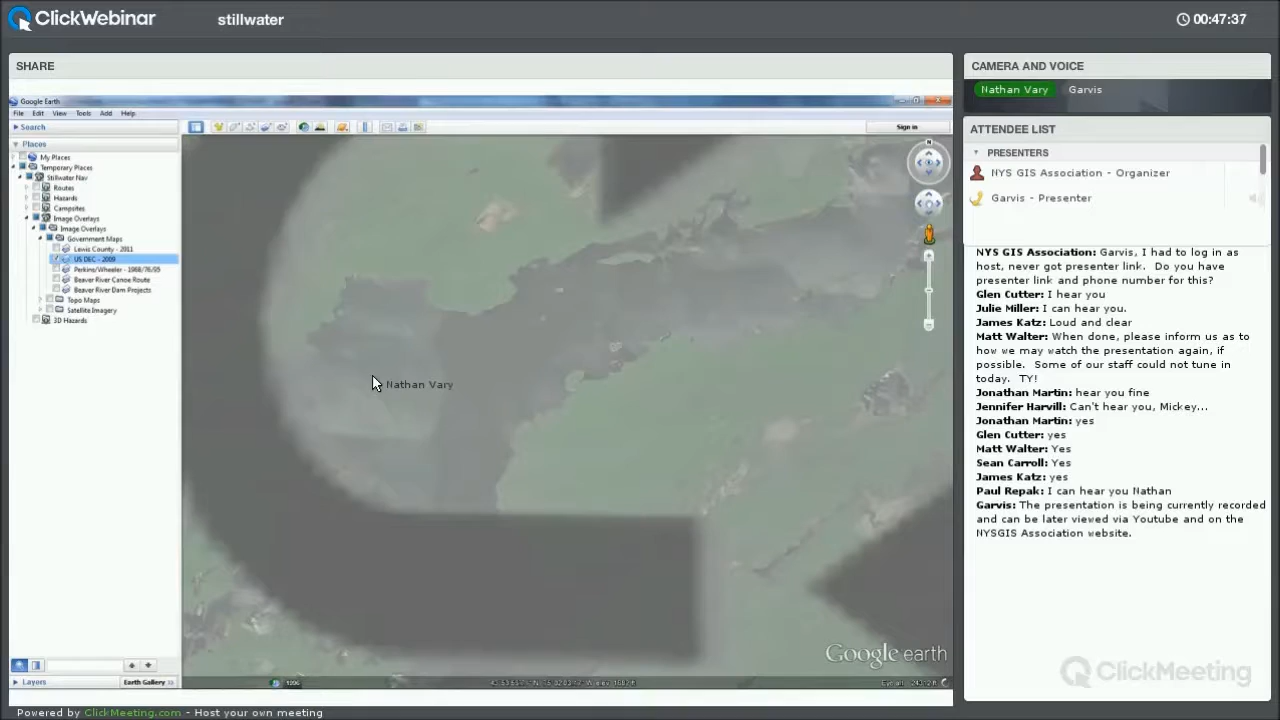 ClickWebinar
stillwater
00:47:37
SHARE
Google Earth
File Edit View Tools Add Help
Search
Sign in
Places
My Places
Temporary Places
Stillwater Nav
Routes
Hazards
Campsites
Image Overlays
Image Overlays
Government Maps
Lewis County - 2011
US DEC - 2009
Perkins/Wheeler - 1968/76/99
Beaver River Canoe Route
Beaver River Dam Projects
Topo Maps
Satellite Imagery
3D Hazards
N
Nathan Vary
Google earth
Layers
Earth Gallery
CAMERA AND VOICE
Nathan Vary Garvis
ATTENDEE LIST
PRESENTERS
NYS GIS Association - Organizer
Garvis - Presenter
NYS GIS Association: Garvis, I had to log in as
host, never got presenter link. Do you have
presenter link and phone number for this?
Glen Cutter: I hear you
Julie Miller: I can hear you.
James Katz: Loud and clear
Matt Walter: When done, please inform us as to
how we may watch the presentation again, if
possible. Some of our staff could not tune in
today. TY!
Jonathan Martin: hear you fine
Jennifer Harvill: Can't hear you, Mickey...
Jonathan Martin: yes
Glen Cutter: yes
Matt Walter: Yes
Sean Carroll: Yes
James Katz: yes
Paul Repak: I can hear you Nathan
Garvis: The presentation is being currently recorded
and can be later viewed via Youtube and on the
NYSGIS Association website.
ClickMeeting
Powered by ClickMeeting.com - Host your own meeting